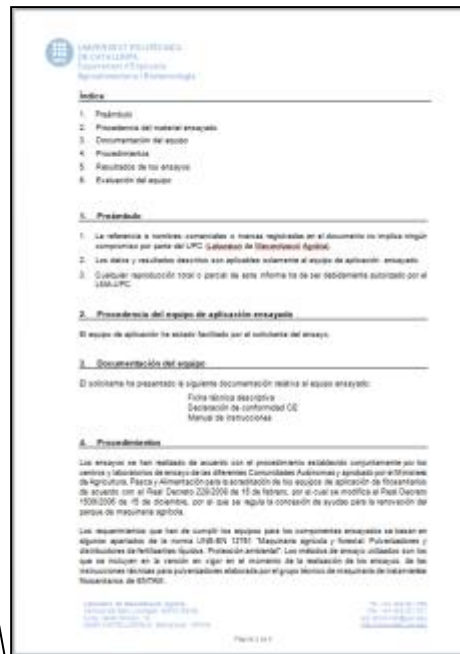 UNIVERSITAT POLITÈCNICA
DE CATALUNYA
Departament d'Enginyeria
Agroalimentària i Biotecnologia
Índice
1. Preámbulo
2. Procedencia del material ensayado
3. Documentación del equipo
4. Procedimientos
5. Resultados de los ensayos
6. Evaluación del equipo
1. Preámbulo
1. La referencia a nombres comerciales o marcas registradas en el documento no implica ningún
compromiso por parte del UPC (Laboratori de Mecanització Agrària).
2. Los datos y resultados descritos son aplicables solamente al equipo de aplicación ensayado.
3. Cualquier reproducción total o parcial de este informe ha de ser debidamente autorizado por el
LMA-UPC.
2. Procedencia del equipo de aplicación ensayado
El equipo de aplicación ha estado facilitado por el solicitante del ensayo.
3. Documentación del equipo
El solicitante ha presentado la siguiente documentación relativa al equipo ensayado:
Ficha técnica descriptiva
Declaración de conformidad CE
Manual de instrucciones
4. Procedimientos
Los ensayos se han realizado de acuerdo con el procedimiento establecido conjuntamente por los
centros y laboratorios de ensayo de las diferentes Comunidades Autónomas y aprobado por el Ministerio
de Agricultura, Pesca y Alimentación para la acreditación de los equipos de aplicación de fitosanitarios
de acuerdo con el Real Decreto 228/2006 de 15 de febrero, por el cual se modifica el Real Decreto
1539/2006 de 15 de diciembre, por el que se regula la concesión de ayudas para la renovación del
parque de maquinaria agrícola.
Los requerimientos que han de cumplir los equipos para los componentes ensayados se basan en
algunos apartados de la norma UNE-EN 12761 "Maquinaria agrícola y forestal. Pulverizadores y
distribuidores de fertilizantes líquidos. Protección ambiental". Los métodos de ensayo utilizados son los
que se incluyen en la versión en vigor en el momento de la realización de los ensayos, de las
instrucciones técnicas para pulverizadores elaborada por el grupo técnico de maquinaria de tratamientos
fitosanitarios de ENTAM.
Laboratori de Mecanització Agrària